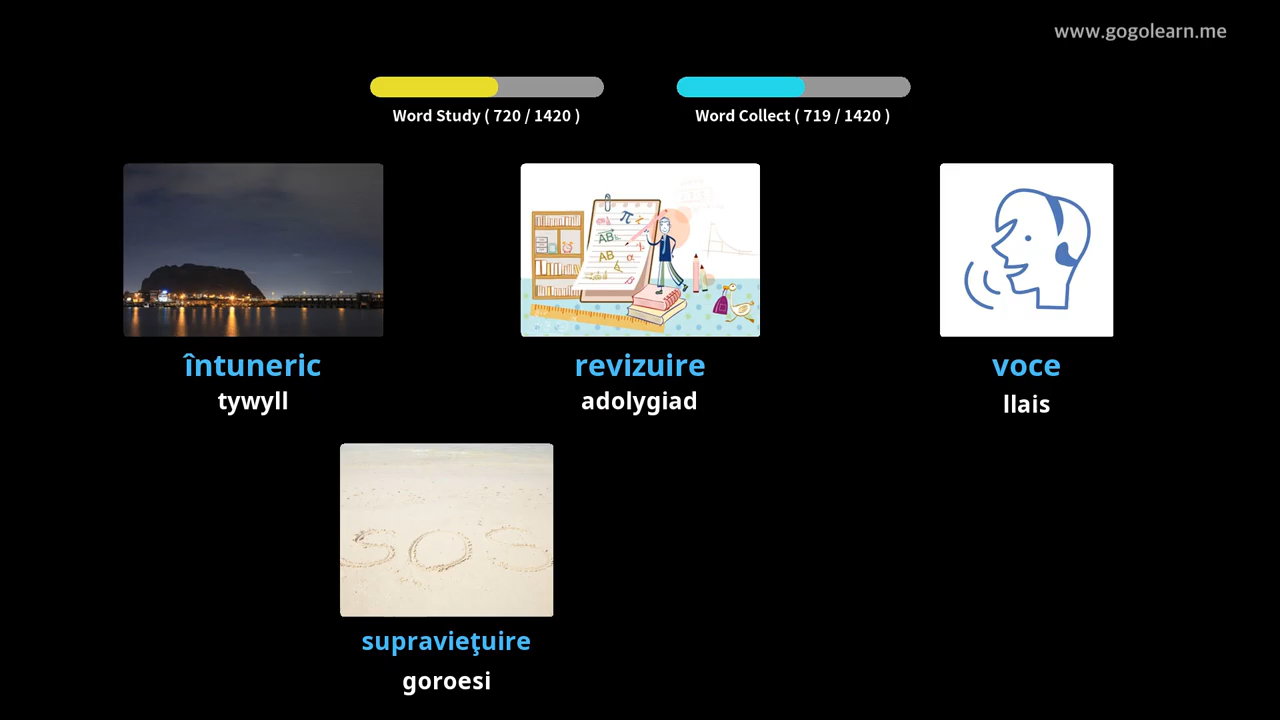 www.gogolearn.me
Word Study ( 720 / 1420 )
Word Collect ( 719 / 1420 )
întuneric
tywyll
revizuire
adolygiad
voce
llais
SOS
supravieţuire
goroesi